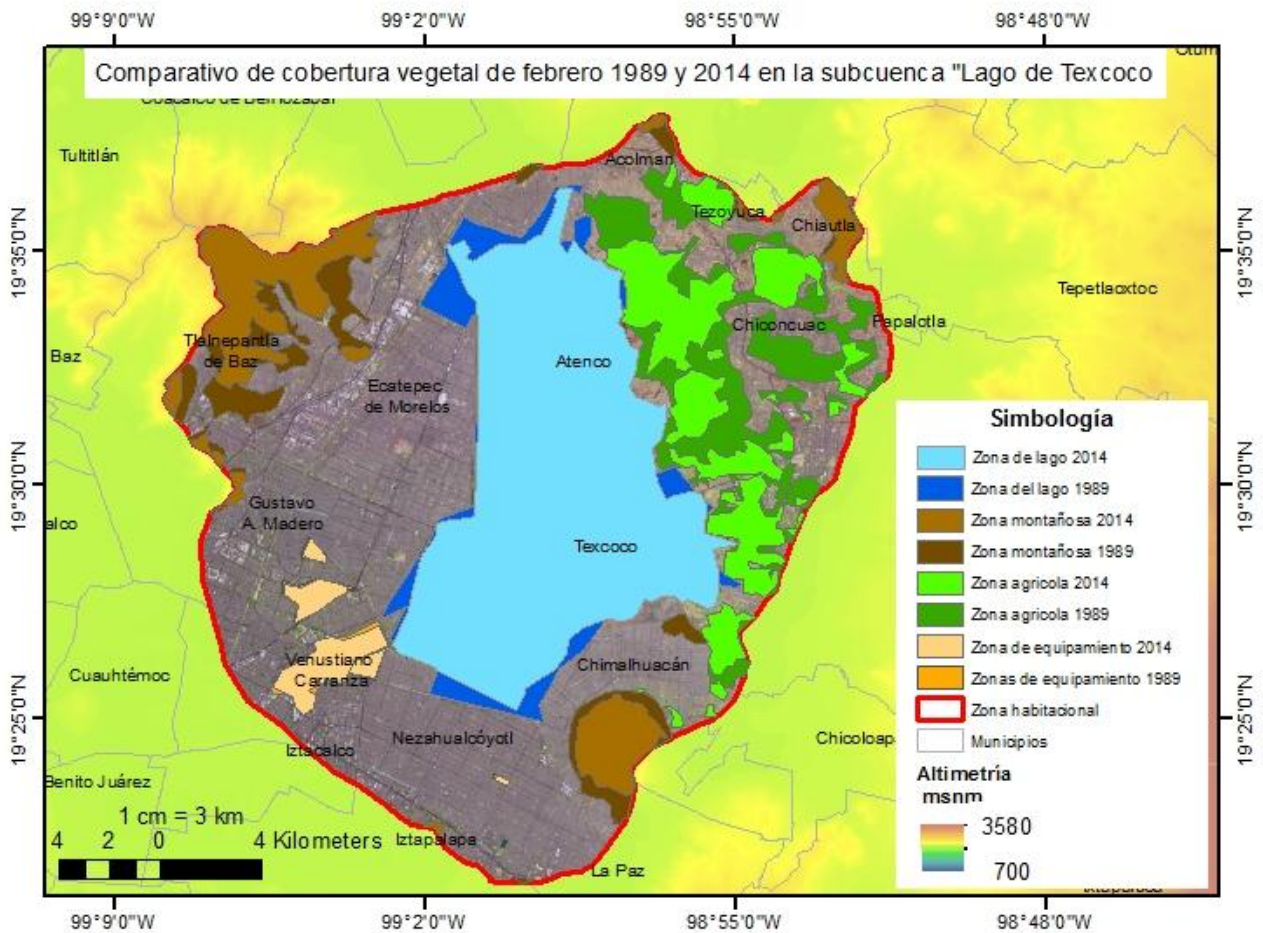 99°9'0"W 99°2'0"W 98°55'0"W 98°48'0"W
Comparativo de cobertura vegetal de febrero 1989 y 2014 en la subcuenca "Lago de Texcoco
Tultitlán
Acolman
Tezoyuca
Chiautla
19°35'0"N
19°35'0"N
Tepetlaoxtoc
Chiconcuac
Papalotla
Tlalnepantla
de Baz
Baz
Atenco
Ecatepec
de Morelos
Simbología
Zona de lago 2014
Zona del lago 1989
Zona montañosa 2014
Zona montañosa 1989
Zona agricola 2014
Zona agricola 1989
Zona de equipamiento 2014
Zonas de equipamiento 1989
Zona habitacional
Municipios
Altimetría
msnm
3580
700
19°30'0"N
19°30'0"N
Gustavo
A. Madero
alco
Texcoco
Cuauhtémoc
Venustiano
Carranza
Chimalhuacán
19°25'0"N
19°25'0"N
Iztacalco
Nezahualcóyotl
Chicoloap
Benito Juárez
1 cm = 3 km
4 2 0 4 Kilometers
Iztapalapa
La Paz
99°9'0"W 99°2'0"W 98°55'0"W 98°48'0"W